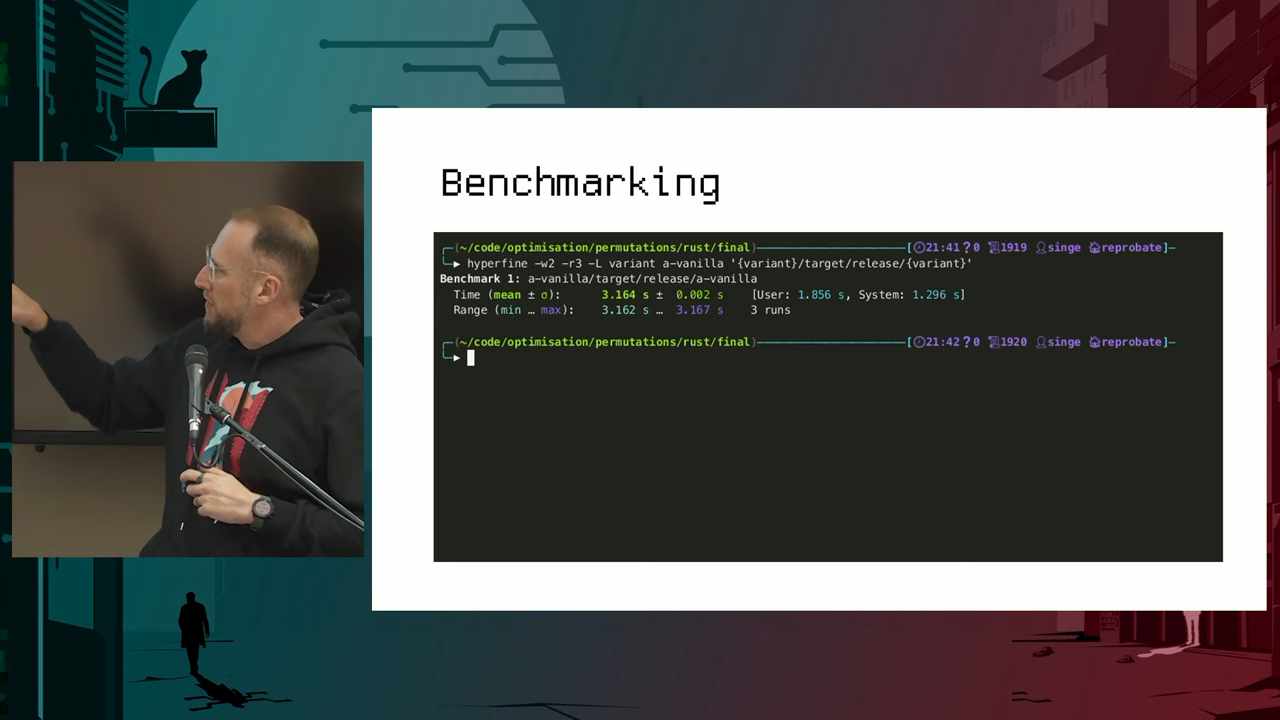 Benchmarking
(~/code/optimisation/permutations/rust/final)[21:41?0 1919 singe reprobate]
hyperfine -w2 -r3 -L variant a-vanilla '{variant}/target/release/{variant}'
Benchmark 1: a-vanilla/target/release/a-vanilla
Time (mean ± σ): 3.164 s ± 0.002 s [User: 1.856 s, System: 1.296 s]
Range (min … max): 3.162 s … 3.167 s 3 runs
(~/code/optimisation/permutations/rust/final)[21:42?0 1920 singe reprobate]